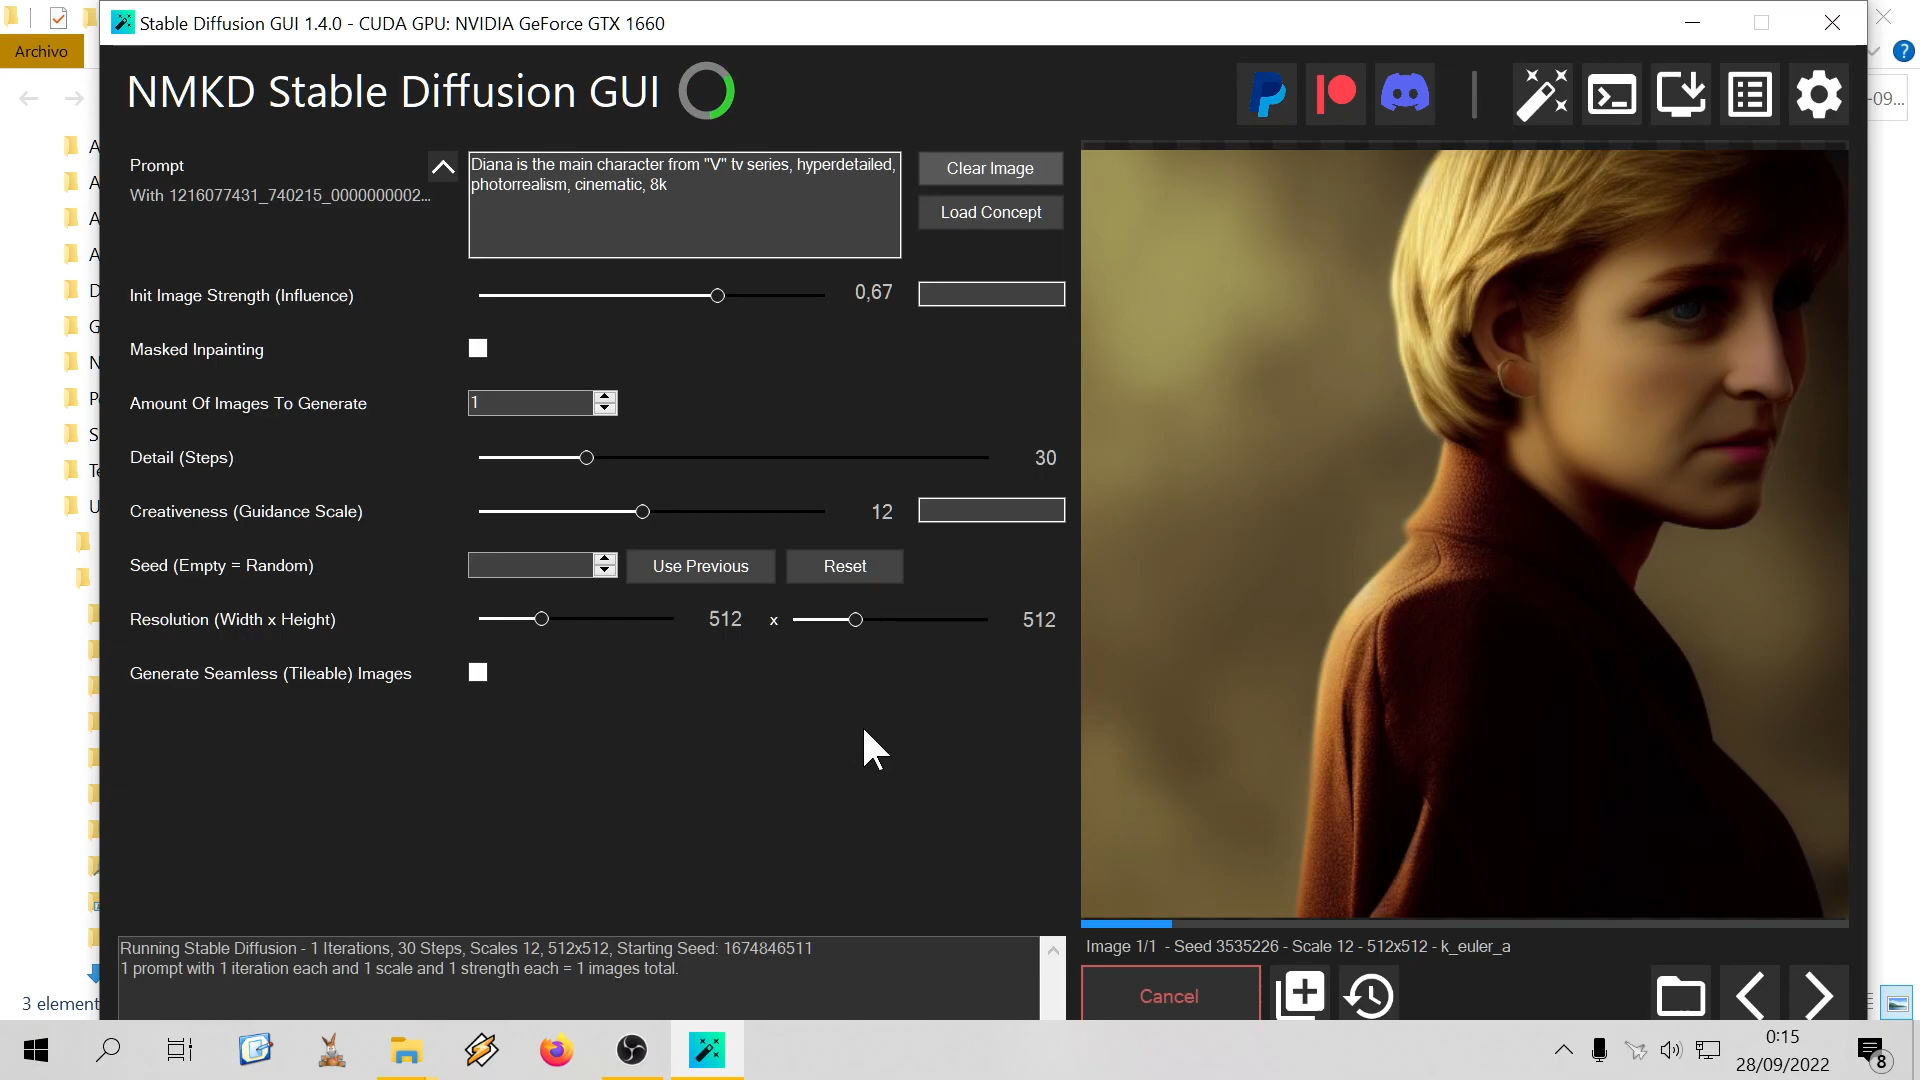 Stable Diffusion GUI 1.4.0 - CUDA GPU: NVIDIA GeForce GTX 1660
Archivo
NMKD Stable Diffusion GUI
-09...
Prompt
With 1216077431_740215_0000000002...
Diana is the main character from "V" tv series, hyperdetailed,
photorrealism, cinematic, 8k
Clear Image
Load Concept
Init Image Strength (Influence)
0,67
Masked Inpainting
Amount Of Images To Generate
1
Detail (Steps)
30
Creativeness (Guidance Scale)
12
Seed (Empty = Random)
Use Previous
Reset
Resolution (Width x Height)
512
x
512
Generate Seamless (Tileable) Images
A
A
A
A
D
G
N
S
U
Running Stable Diffusion - 1 Iterations, 30 Steps, Scales 12, 512x512, Starting Seed: 1674846511
1 prompt with 1 iteration each and 1 scale and 1 strength each = 1 images total.
Image 1/1 - Seed 3535226 - Scale 12 - 512x512 - k_euler_a
Cancel
3 element
0:15
28/09/2022
8